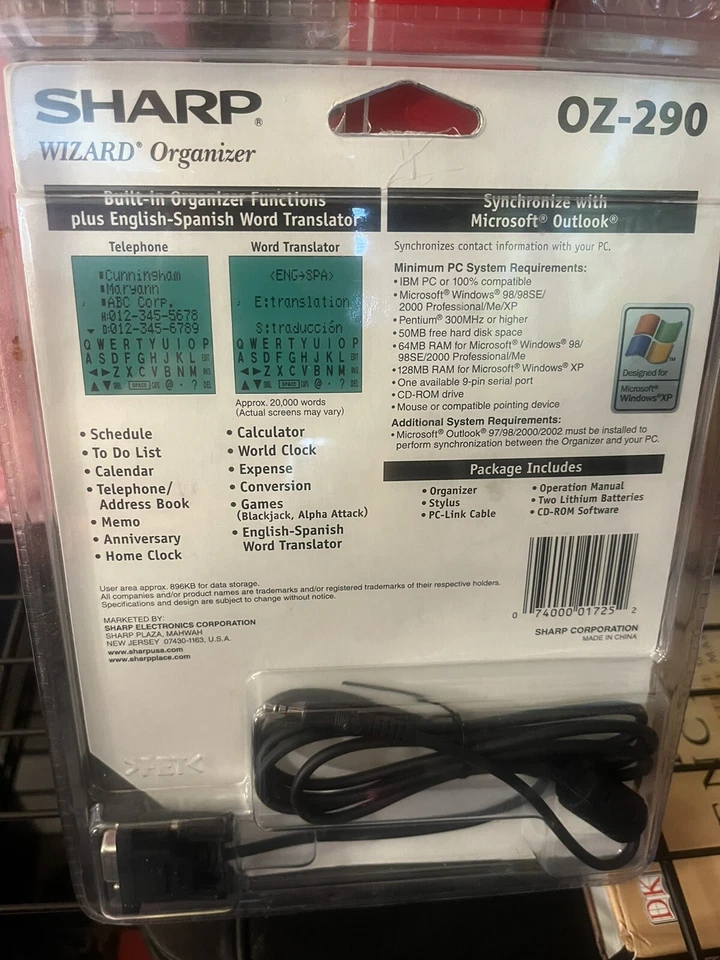 SHARP®
WIZARD® Organizer
OZ-290
Built-in Organizer Functions
plus English-Spanish Word Translator
Telephone
Cunningham
Maryann
ABC Corp.
H:012-345-5678
O:012-345-6789
Q W E R T Y U I O P
A S D F G H J K L EDIT
Z X C V B N M INS
SPACE CAPS @ · ? DEL
Word Translator
<ENG→SPA>
E:translation
S:traducción
Q W E R T Y U I O P
A S D F G H J K L EDIT
Z X C V B N M INS
SPACE CAPS @ · ? DEL
Approx. 20,000 words
(Actual screens may vary)
• Schedule
• To Do List
• Calendar
• Telephone/
Address Book
• Memo
• Anniversary
• Home Clock
• Calculator
• World Clock
• Expense
• Conversion
• Games
(Blackjack, Alpha Attack)
• English-Spanish
Word Translator
Synchronize with
Microsoft® Outlook®
Synchronizes contact information with your PC.
Minimum PC System Requirements:
• IBM PC or 100% compatible
• Microsoft® Windows® 98/98SE/
2000 Professional/Me/XP
• Pentium® 300MHz or higher
• 50MB free hard disk space
• 64MB RAM for Microsoft® Windows® 98/
98SE/2000 Professional/Me
• 128MB RAM for Microsoft® Windows® XP
• One available 9-pin serial port
• CD-ROM drive
• Mouse or compatible pointing device
Designed for
Microsoft®
Windows®XP
Additional System Requirements:
• Microsoft® Outlook® 97/98/2000/2002 must be installed to
perform synchronization between the Organizer and your PC.
Package Includes
• Organizer
• Stylus
• PC-Link Cable
• Operation Manual
• Two Lithium Batteries
• CD-ROM Software
0 74000 01725 2
SHARP CORPORATION
MADE IN CHINA
User area approx. 896KB for data storage.
All companies and/or product names are trademarks and/or registered trademarks of their respective holders.
Specifications and design are subject to change without notice.
MARKETED BY:
SHARP ELECTRONICS CORPORATION
SHARP PLAZA, MAHWAH
NEW JERSEY 07430-1163, U.S.A.
www.sharpusa.com
www.sharpplace.com
>PET<
DK